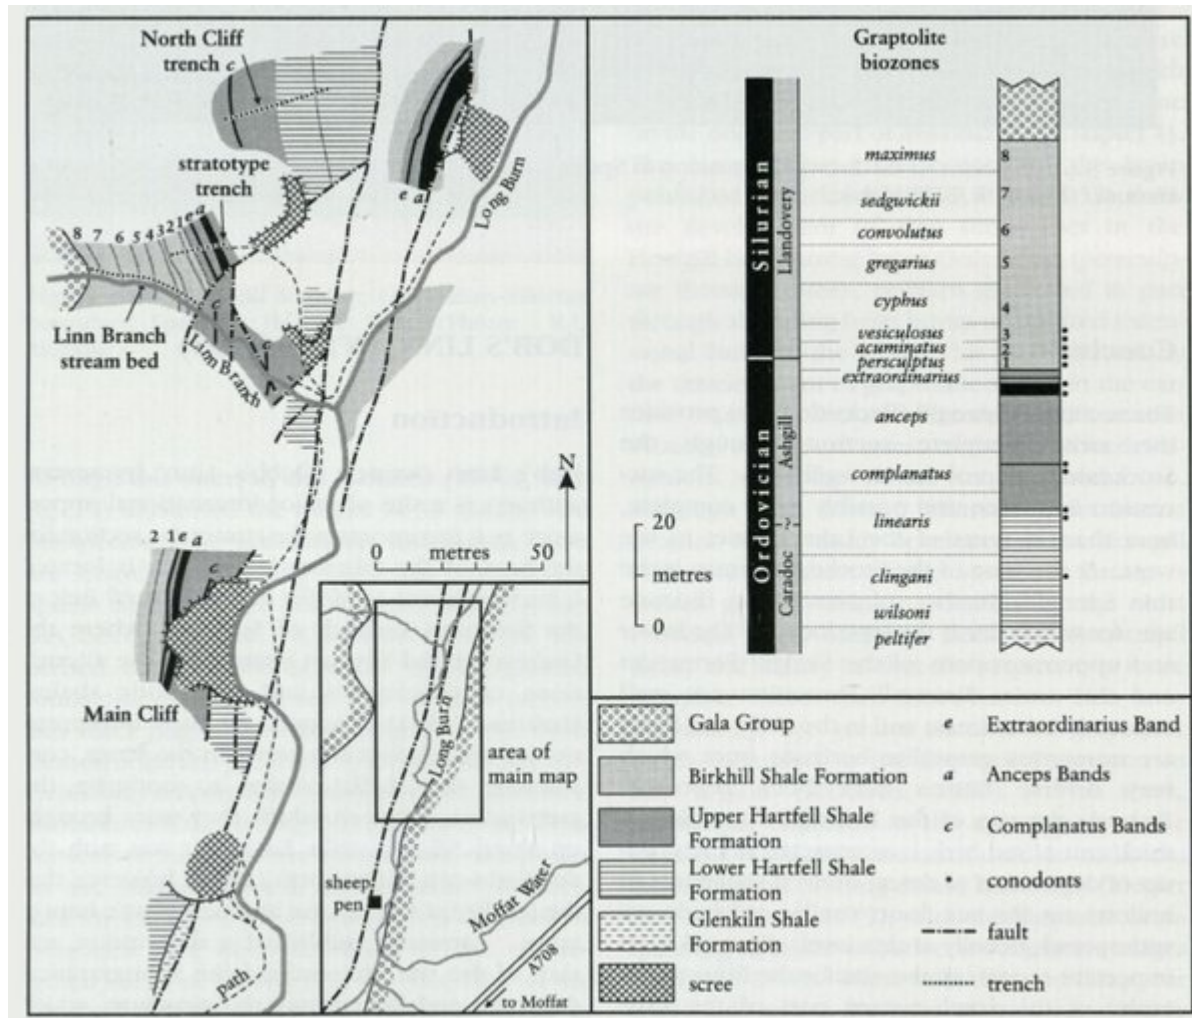 North Cliff
trench c
stratotype
trench
e a
Long Burn
8 7 6 5 4 3 2 1 e a
Linn Branch
stream bed
Linn Branch
c
N
0 metres 50
2 1 e a
c
Main Cliff
path
area of
main map
Long Burn
sheep
pen
Moffat Water
A708
to Moffat
Graptolite
biozones
Silurian
Llandovery
Ordovician
Ashgill
?
Caradoc
maximus
sedgwickii
convolutus
gregarius
cyphus
vesiculosus
acuminatus
persculptus
extraordinarius
anceps
complanatus
linearis
clingani
wilsoni
peltifer
8
7
6
5
4
3
2
1
20
metres
0
Gala Group
Birkhill Shale Formation
Upper Hartfell Shale
Formation
Lower Hartfell Shale
Formation
Glenkiln Shale
Formation
scree
e Extraordinarius Band
a Anceps Bands
c Complanatus Bands
conodonts
fault
trench